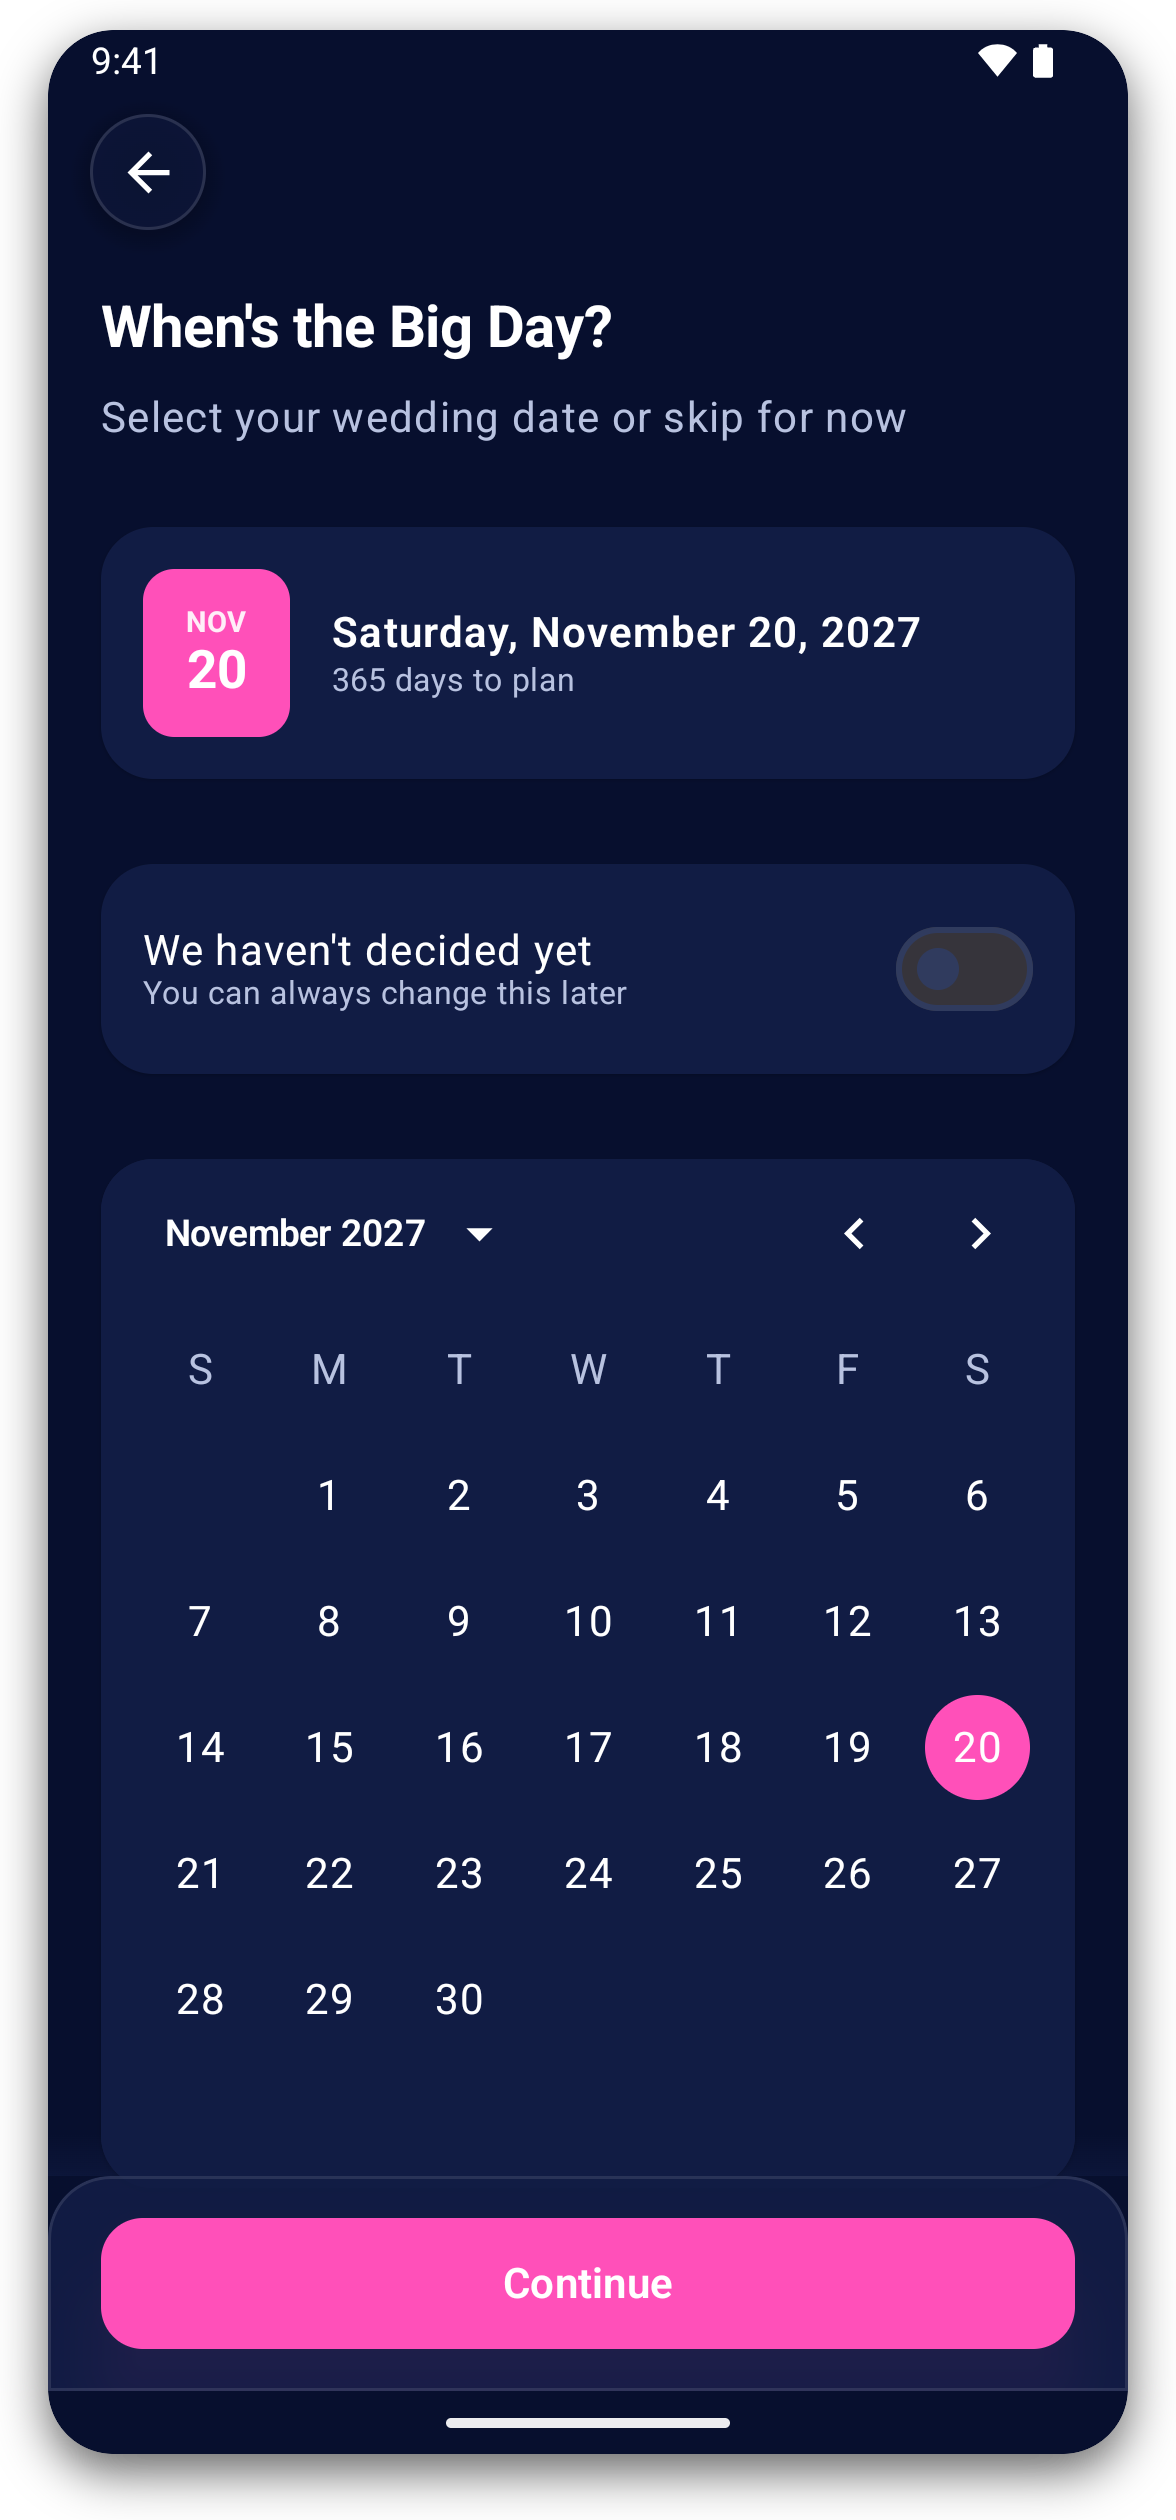 9:41
When's the Big Day?
Select your wedding date or skip for now
NOV
20
Saturday, November 20, 2027
365 days to plan
We haven't decided yet
You can always change this later
November 2027
S M T W T F S
1 2 3 4 5 6
7 8 9 10 11 12 13
14 15 16 17 18 19 20
21 22 23 24 25 26 27
28 29 30
Continue